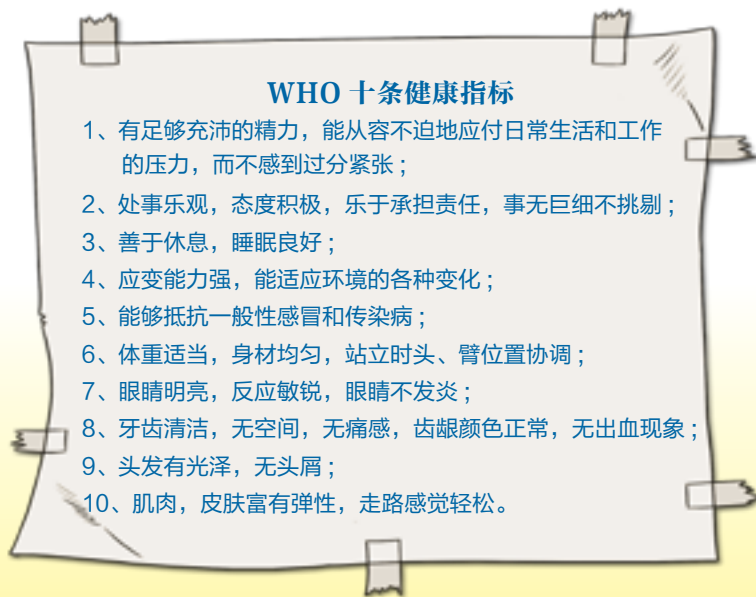 WHO 十条健康指标
1、有足够充沛的精力，能从容不迫地应付日常生活和工作
的压力，而不感到过分紧张；
2、处事乐观，态度积极，乐于承担责任，事无巨细不挑剔；
3、善于休息，睡眠良好；
4、应变能力强，能适应环境的各种变化；
5、能够抵抗一般性感冒和传染病；
6、体重适当，身材均匀，站立时头、臂位置协调；
7、眼睛明亮，反应敏锐，眼睛不发炎；
8、牙齿清洁，无空间，无痛感，齿龈颜色正常，无出血现象；
9、头发有光泽，无头屑；
10、肌肉，皮肤富有弹性，走路感觉轻松。